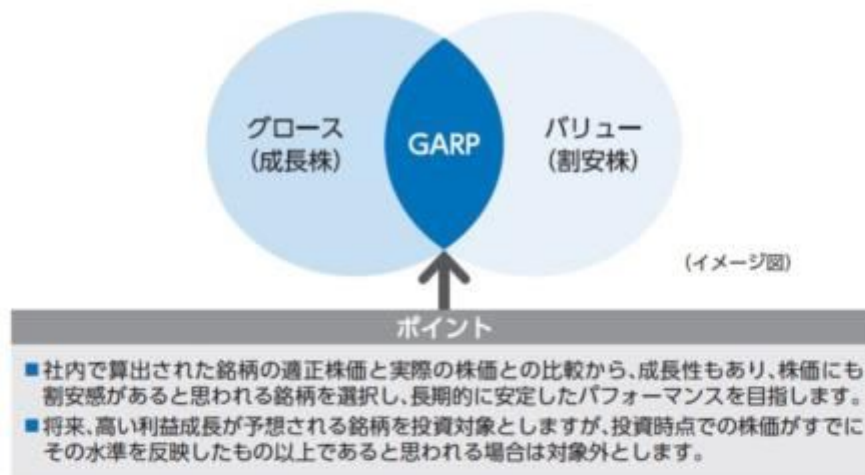 グロース
(成長株)
GARP
バリュー
(割安株)
(イメージ図)
ポイント
■社内で算出された銘柄の適正株価と実際の株価との比較から、成長性もあり、株価にも
割安感があると思われる銘柄を選択し、長期的に安定したパフォーマンスを目指します。
■将来、高い利益成長が予想される銘柄を投資対象としますが、投資時点での株価がすでに
その水準を反映したもの以上であると思われる場合は対象外とします。